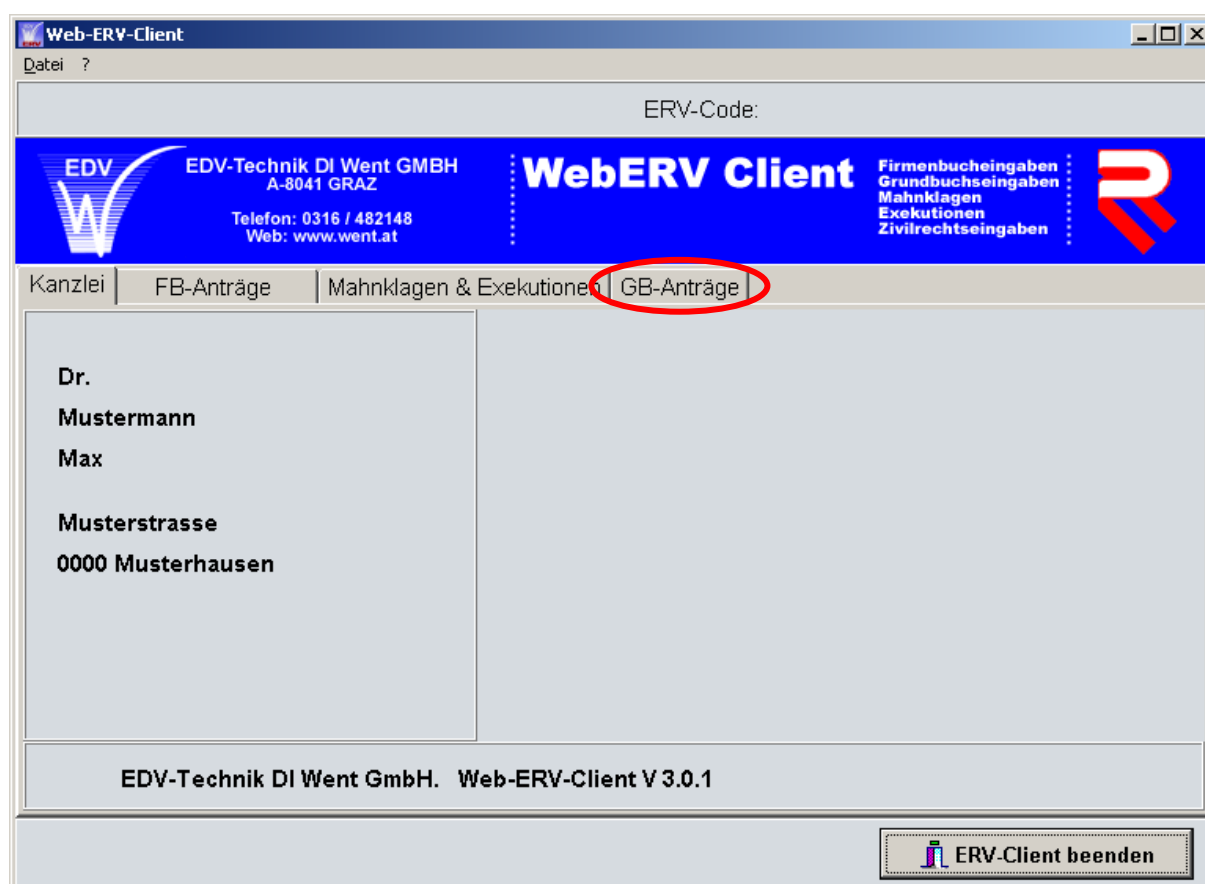 Web-ERV-Client
Datei ?
ERV-Code:
EDV
W
ERV
EDV-Technik DI Went GMBH
A-8041 GRAZ
Telefon: 0316 / 482148
Web: www.went.at
WebERV Client
Firmenbucheingaben
Grundbuchseingaben
Mahnklagen
Exekutionen
Zivilrechtseingaben
Kanzlei FB-Anträge Mahnklagen & Exekutionen GB-Anträge
Dr.
Mustermann
Max
Musterstrasse
0000 Musterhausen
EDV-Technik DI Went GmbH. Web-ERV-Client V 3.0.1
ERV-Client beenden